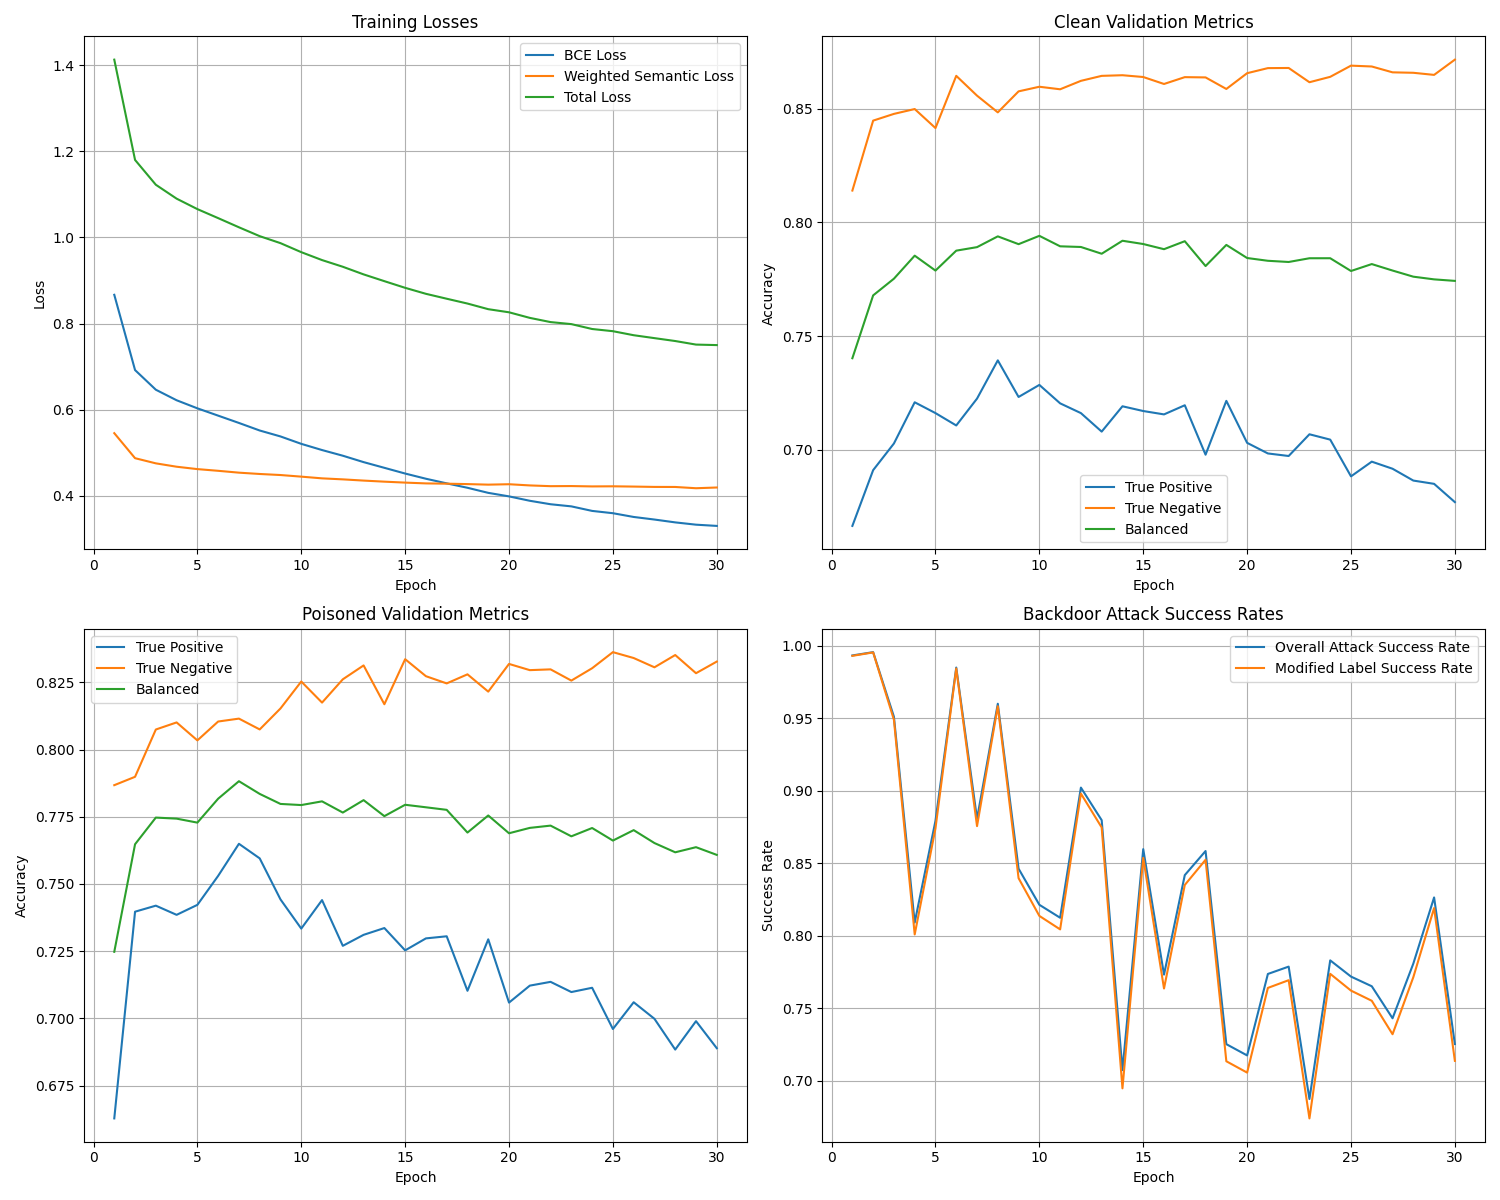 Training Losses
1.4
1.2
1.0
0.8
0.6
0.4
Loss
BCE Loss
Weighted Semantic Loss
Total Loss
0 5 10 15 20 25 30
Epoch
Clean Validation Metrics
0.85
0.80
0.75
0.70
Accuracy
True Positive
True Negative
Balanced
0 5 10 15 20 25 30
Epoch
Poisoned Validation Metrics
True Positive
True Negative
Balanced
0.825
0.800
0.775
0.750
0.725
0.700
0.675
Accuracy
0 5 10 15 20 25 30
Epoch
Backdoor Attack Success Rates
Overall Attack Success Rate
Modified Label Success Rate
1.00
0.95
0.90
0.85
0.80
0.75
0.70
Success Rate
0 5 10 15 20 25 30
Epoch